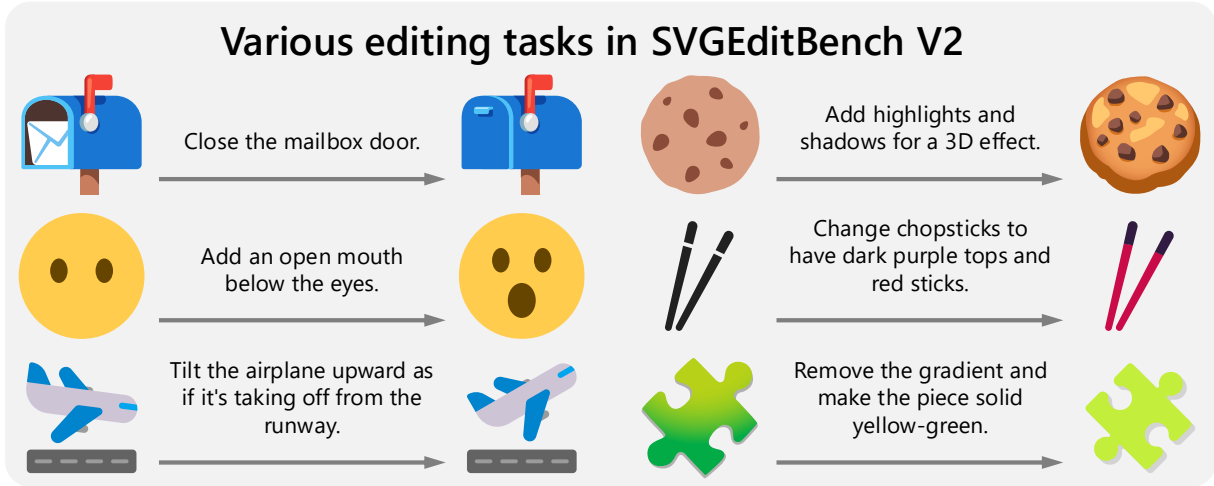 Various editing tasks in SVGEditBench V2
Close the mailbox door.
Add highlights and
shadows for a 3D effect.
Add an open mouth
below the eyes.
Change chopsticks to
have dark purple tops and
red sticks.
Tilt the airplane upward as
if it's taking off from the
runway.
Remove the gradient and
make the piece solid
yellow-green.